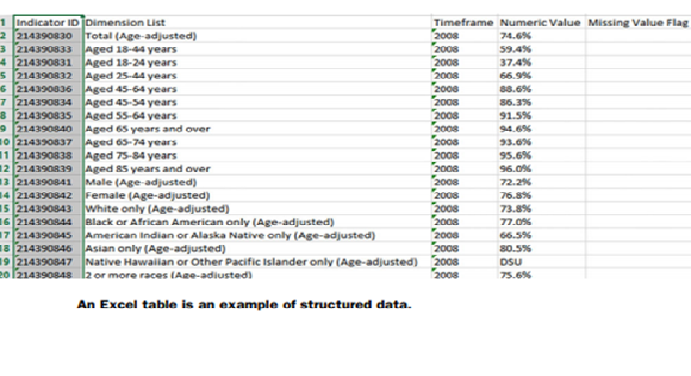 1 Indicator ID Dimension List Timeframe Numeric Value Missing Value Flag
2 214390830 Total (Age-adjusted) 2008 74.6%
3 214390833 Aged 18-44 years 2008 59.4%
4 214390831 Aged 18-24 years 2008 37.4%
5 214390832 Aged 25-44 years 2008 66.9%
6 214390836 Aged 45-64 years 2008 88.6%
7 214390834 Aged 45-54 years 2008 86.3%
8 214390835 Aged 55-64 years 2008 91.5%
9 214390840 Aged 65 years and over 2008 94.6%
10 214390837 Aged 65-74 years 2008 93.6%
11 214390838 Aged 75-84 years 2008 95.6%
12 214390839 Aged 85 years and over 2008 96.0%
13 214390841 Male (Age-adjusted) 2008 72.2%
14 214390842 Female (Age-adjusted) 2008 76.8%
15 214390843 White only (Age-adjusted) 2008 73.8%
16 214390844 Black or African American only (Age-adjusted) 2008 77.0%
17 214390845 American Indian or Alaska Native only (Age-adjusted) 2008 66.5%
18 214390846 Asian only (Age-adjusted) 2008 80.5%
19 214390847 Native Hawaiian or Other Pacific Islander only (Age-adjusted) 2008 DSU
20 214390848 2 or more races (Age-adjusted) 2008 75.6%
An Excel table is an example of structured data.